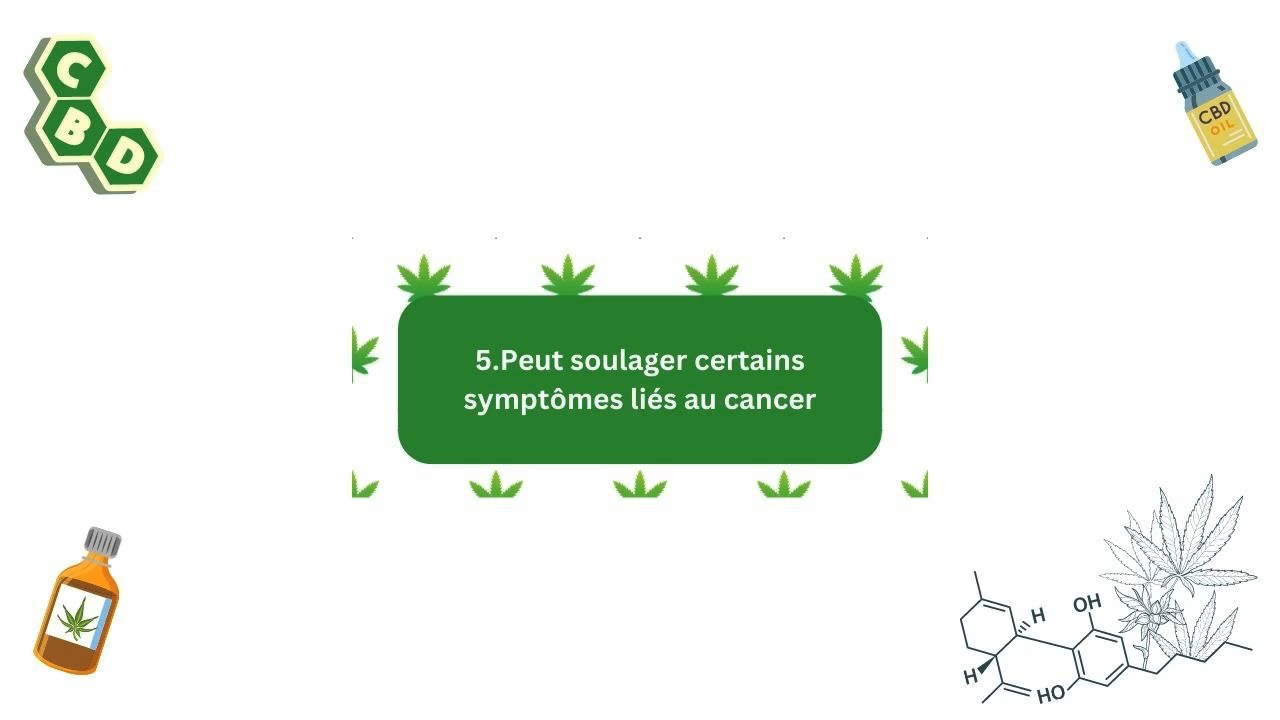 C
B
D
CBD
OIL
5.Peut soulager certains
symptômes liés au cancer
H
OH
H
HO